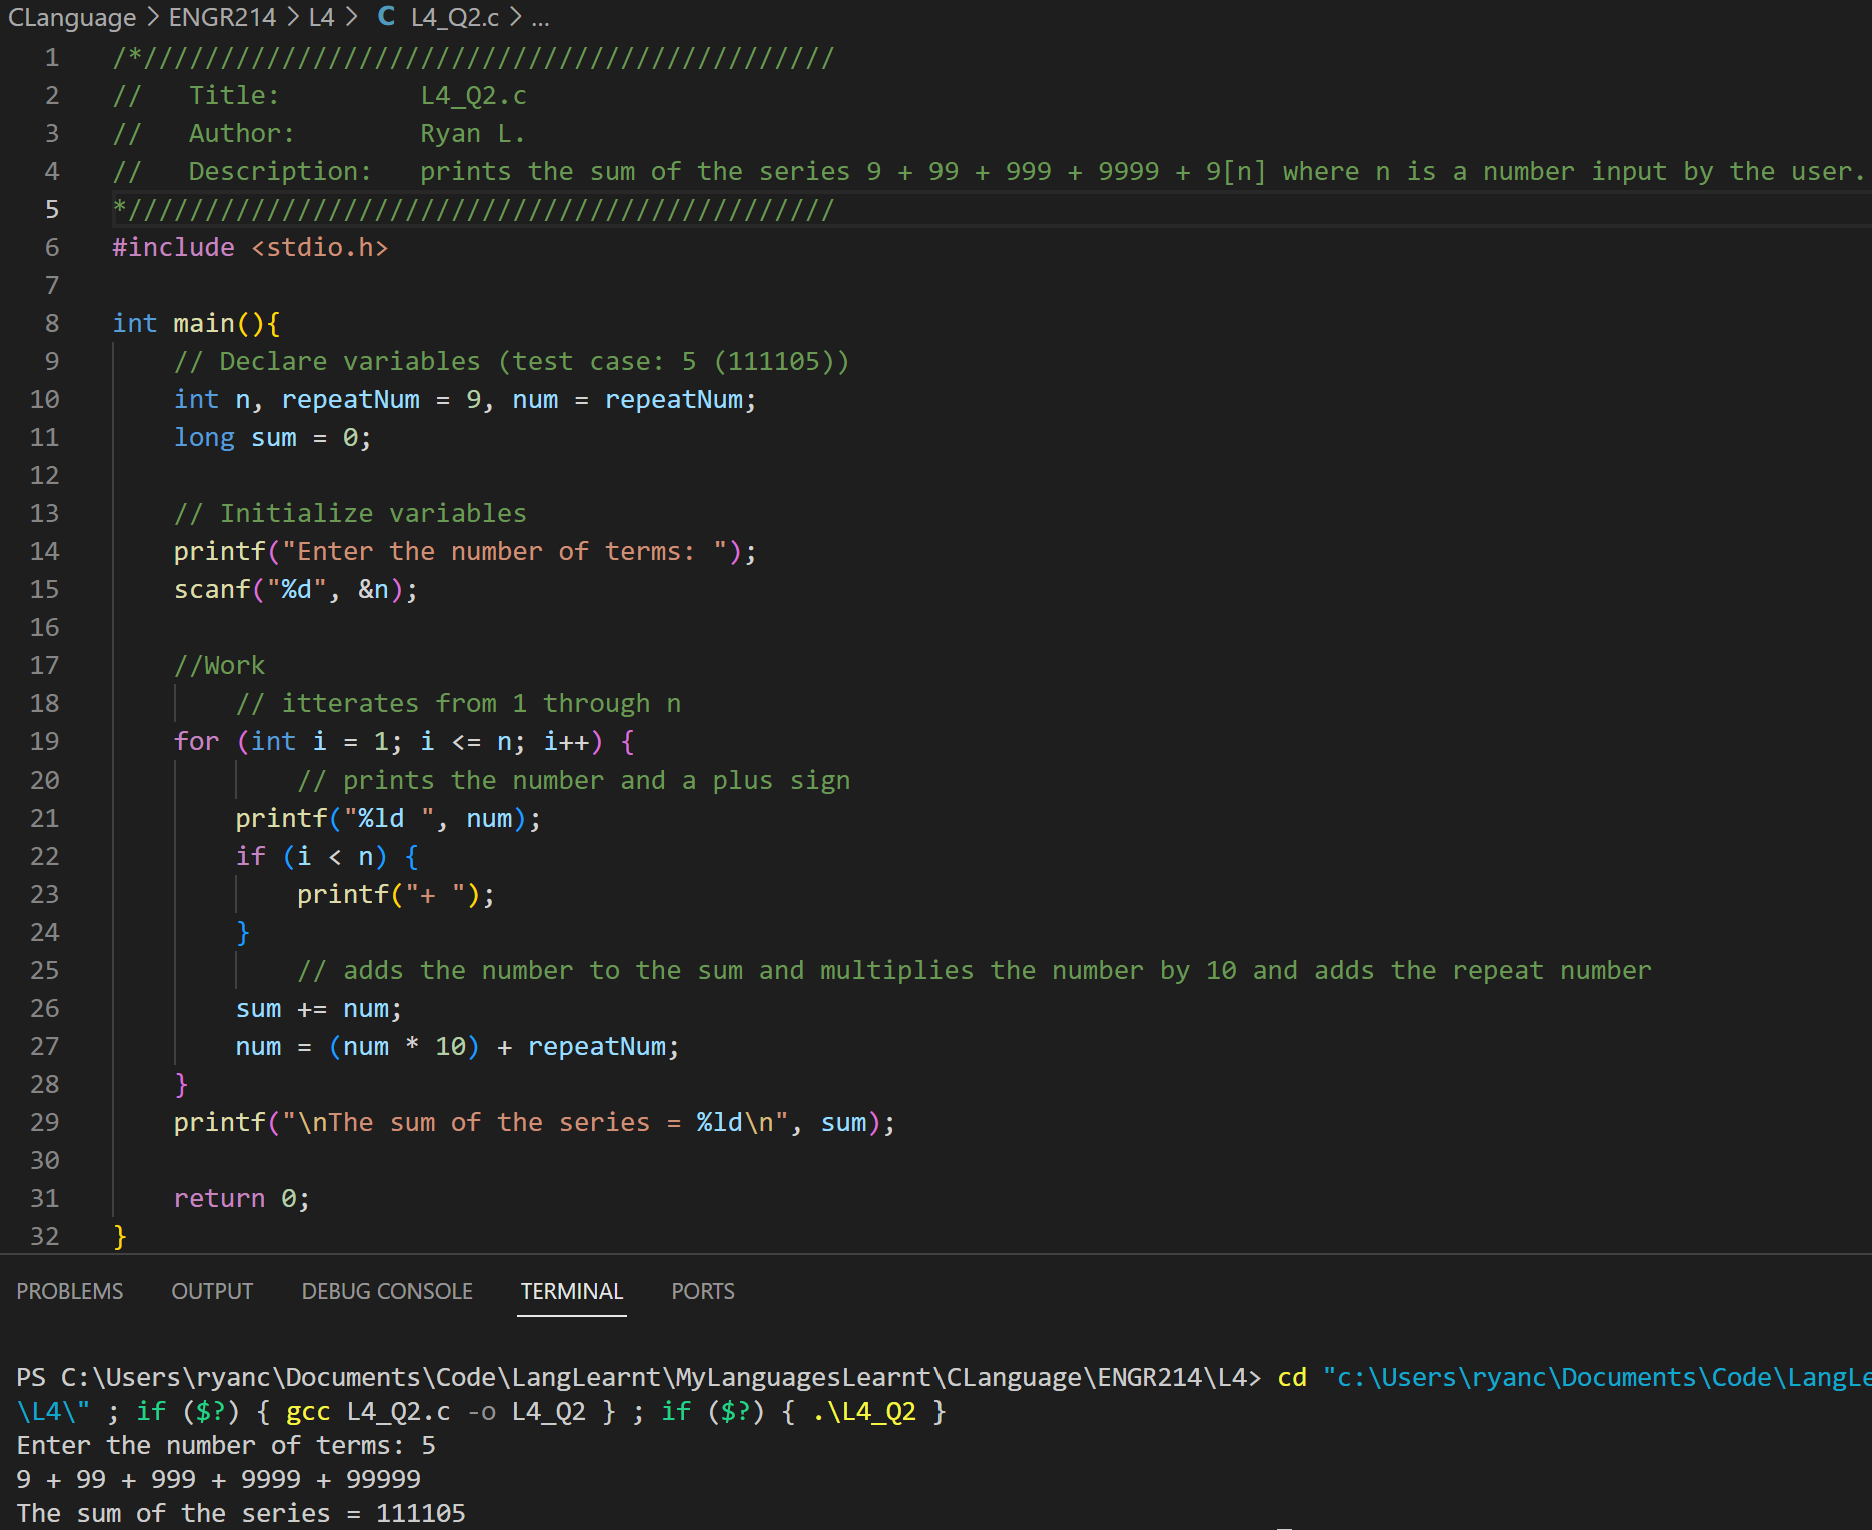 CLanguage > ENGR214 > L4 > C L4_Q2.c > ...
1 /*/////////////////////////////////////////////
2 //   Title:         L4_Q2.c
3 //   Author:        Ryan L.
4 //   Description:   prints the sum of the series 9 + 99 + 999 + 9999 + 9[n] where n is a number input by the user.
5 *//////////////////////////////////////////////
6 #include <stdio.h>
7
8 int main(){
9     // Declare variables (test case: 5 (111105))
10     int n, repeatNum = 9, num = repeatNum;
11     long sum = 0;
12
13     // Initialize variables
14     printf("Enter the number of terms: ");
15     scanf("%d", &n);
16
17     //Work
18         // itterates from 1 through n
19     for (int i = 1; i <= n; i++) {
20             // prints the number and a plus sign
21         printf("%ld ", num);
22         if (i < n) {
23             printf("+ ");
24         }
25             // adds the number to the sum and multiplies the number by 10 and adds the repeat number
26         sum += num;
27         num = (num * 10) + repeatNum;
28     }
29     printf("\nThe sum of the series = %ld\n", sum);
30
31     return 0;
32 }
PROBLEMS OUTPUT DEBUG CONSOLE TERMINAL PORTS
PS C:\Users\ryanc\Documents\Code\LangLearnt\MyLanguagesLearnt\CLanguage\ENGR214\L4> cd "c:\Users\ryanc\Documents\Code\LangLe
\L4\" ; if ($?) { gcc L4_Q2.c -o L4_Q2 } ; if ($?) { .\L4_Q2 }
Enter the number of terms: 5
9 + 99 + 999 + 9999 + 99999
The sum of the series = 111105